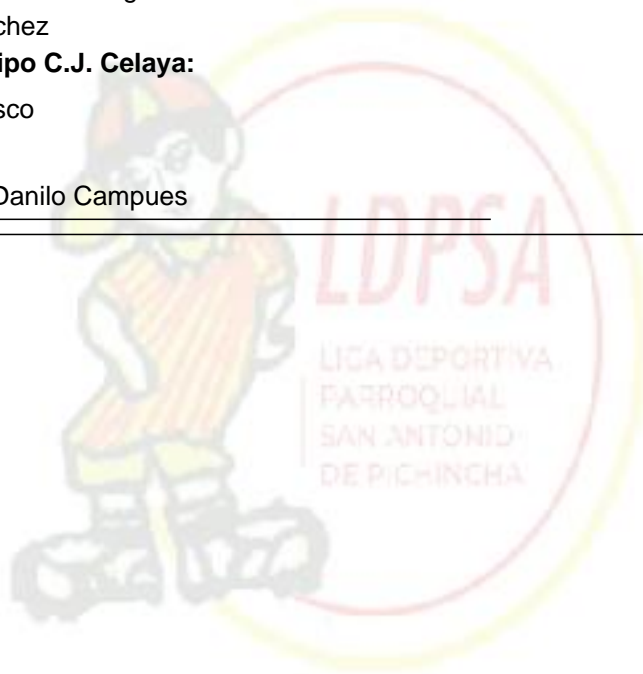 chez
ipo C.J. Celaya:
sco
Danilo Campues
LDPSA
LIGA DEPORTIVA
PARROQUIAL
SAN ANTONIO
DE PICHINCHA